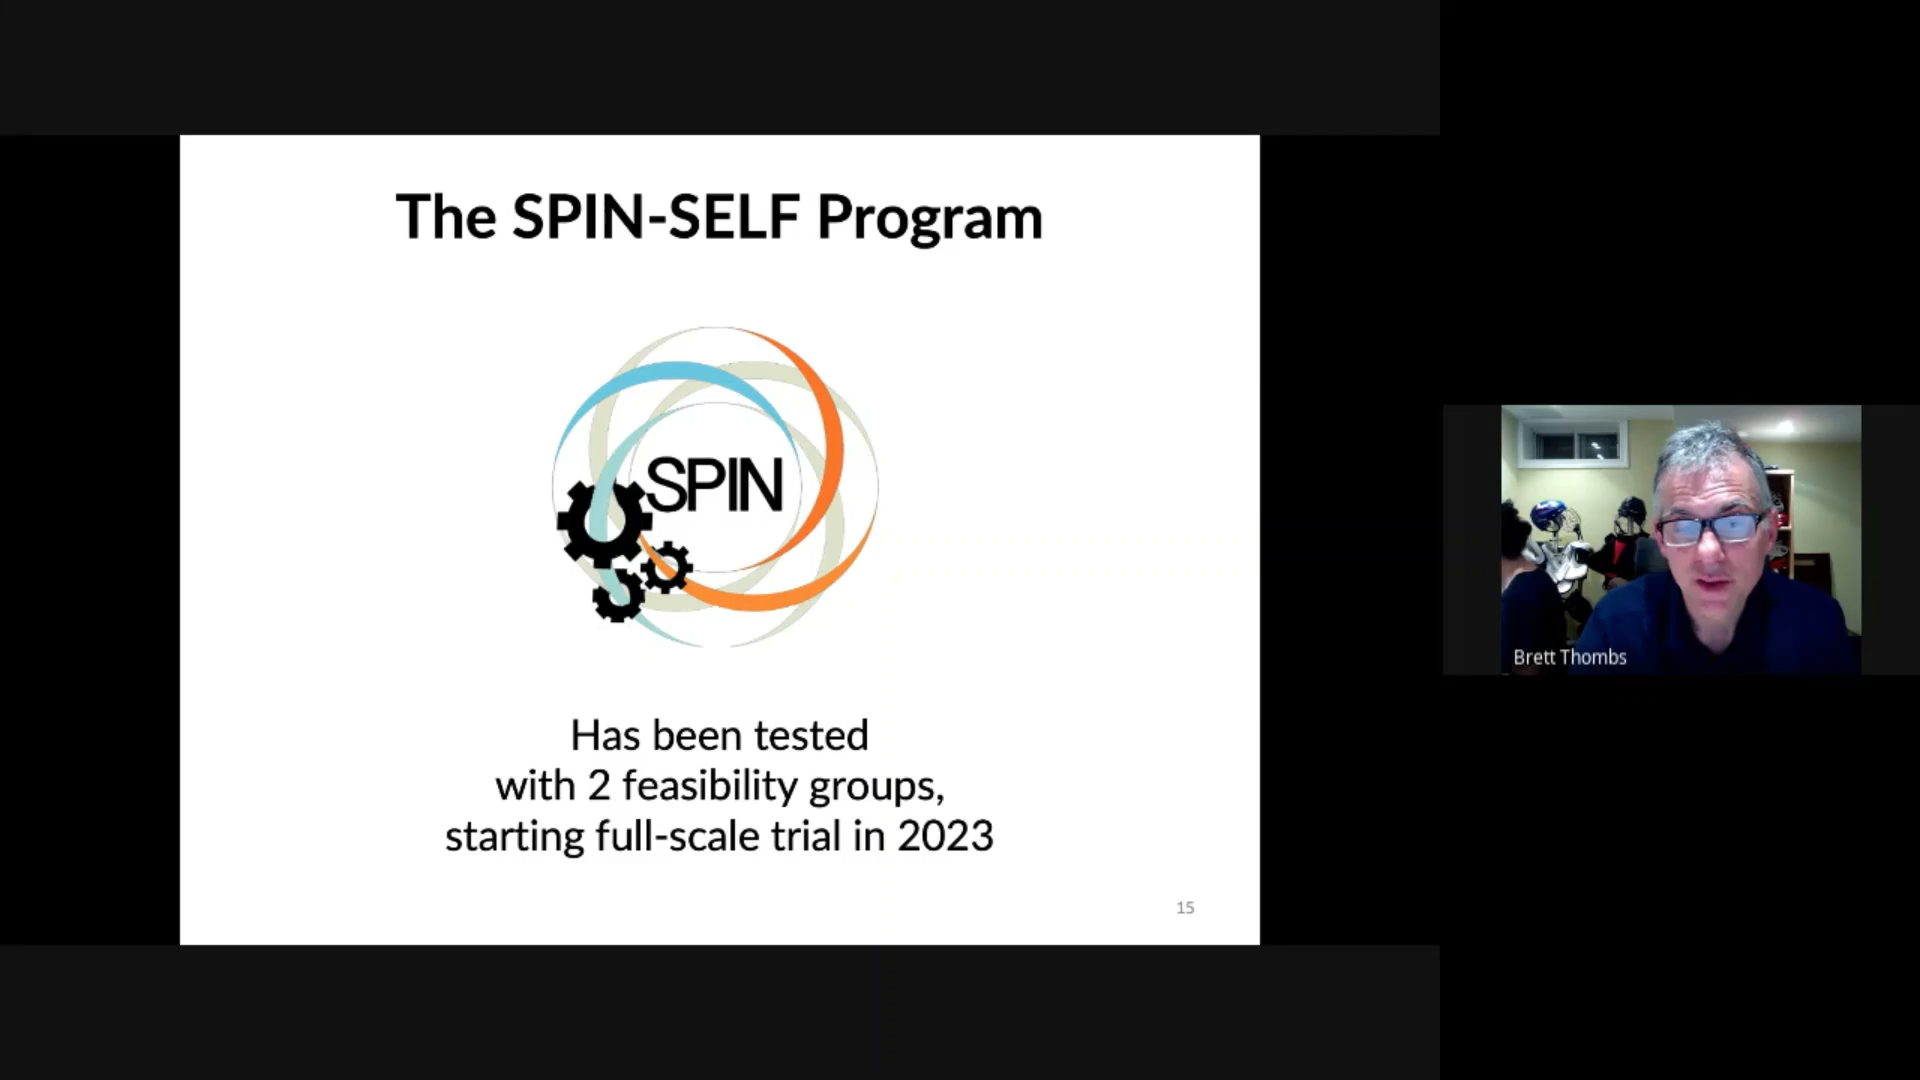 The SPIN-SELF Program
SPIN
Has been tested
with 2 feasibility groups,
starting full-scale trial in 2023
15
Brett Thombs